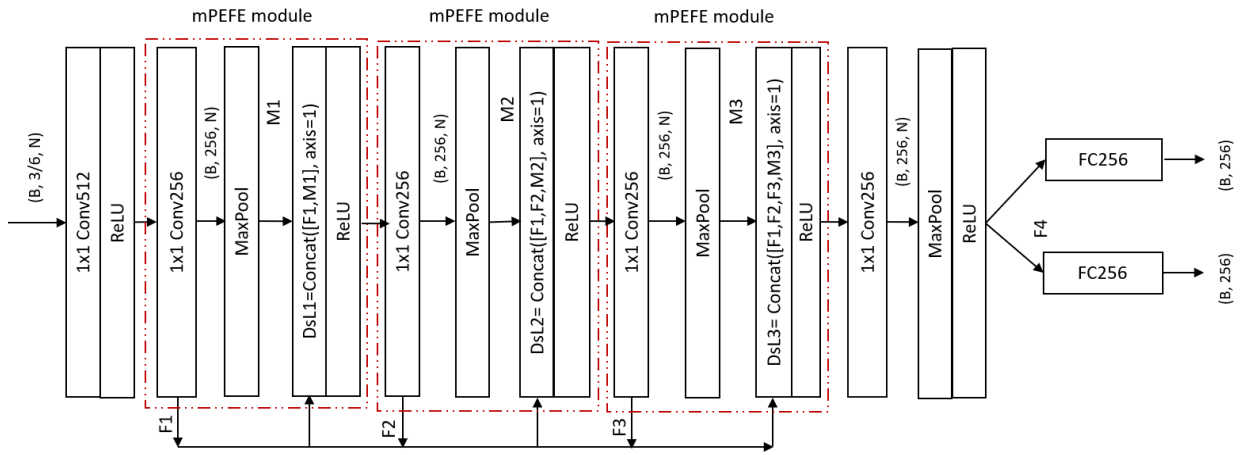 mPEFE module
mPEFE module
mPEFE module
(B, 3/6, N)
1x1 Conv512
ReLU
1x1 Conv256
(B, 256, N)
MaxPool
M1
DsL1=Concat([F1,M1], axis=1)
ReLU
1x1 Conv256
(B, 256, N)
MaxPool
M2
DsL2= Concat([F1,F2,M2], axis=1)
ReLU
1x1 Conv256
(B, 256, N)
MaxPool
M3
DsL3= Concat([F1,F2,F3,M3], axis=1)
ReLU
1x1 Conv256
(B, 256, N)
MaxPool
ReLU
F4
FC256
(B, 256)
FC256
(B, 256)
F1
F2
F3